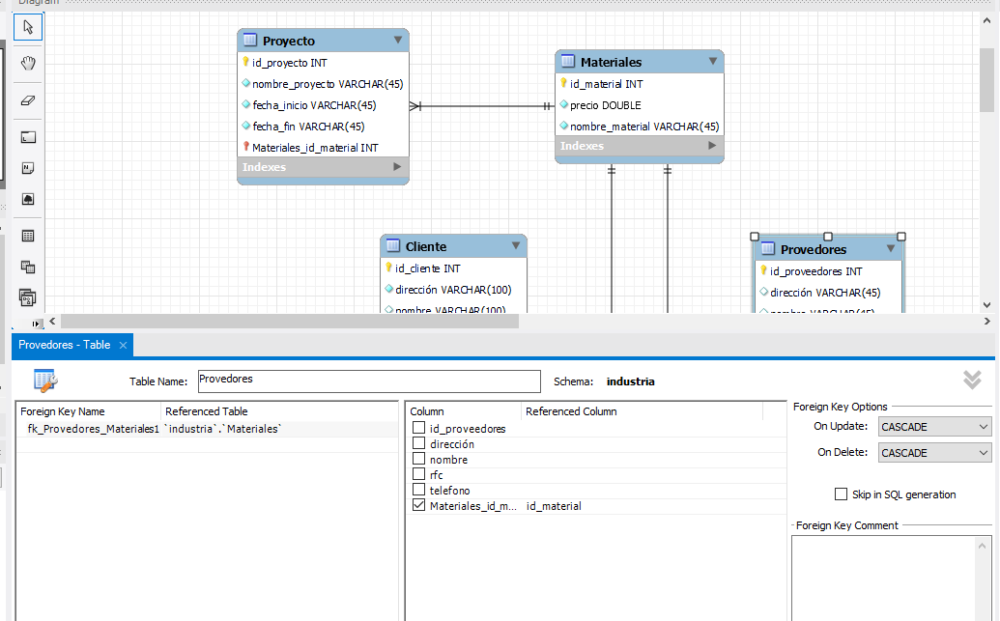 Diagram
Proyecto
id_proyecto INT
nombre_proyecto VARCHAR(45)
fecha_inicio VARCHAR(45)
fecha_fin VARCHAR(45)
Materiales_id_material INT
Indexes
Materiales
id_material INT
precio DOUBLE
nombre_material VARCHAR(45)
Indexes
Cliente
id_cliente INT
dirección VARCHAR(100)
nombre VARCHAR(100)
Provedores
id_proveedores INT
dirección VARCHAR(45)
nombre VARCHAR(45)
Provedores - Table
Table Name: Provedores Schema: industria
Foreign Key Name Referenced Table
fk_Provedores_Materiales1 `industria`.`Materiales`
Column Referenced Column
id_proveedores
dirección
nombre
rfc
telefono
Materiales_id_m... id_material
Foreign Key Options
On Update: CASCADE
On Delete: CASCADE
Skip in SQL generation
Foreign Key Comment